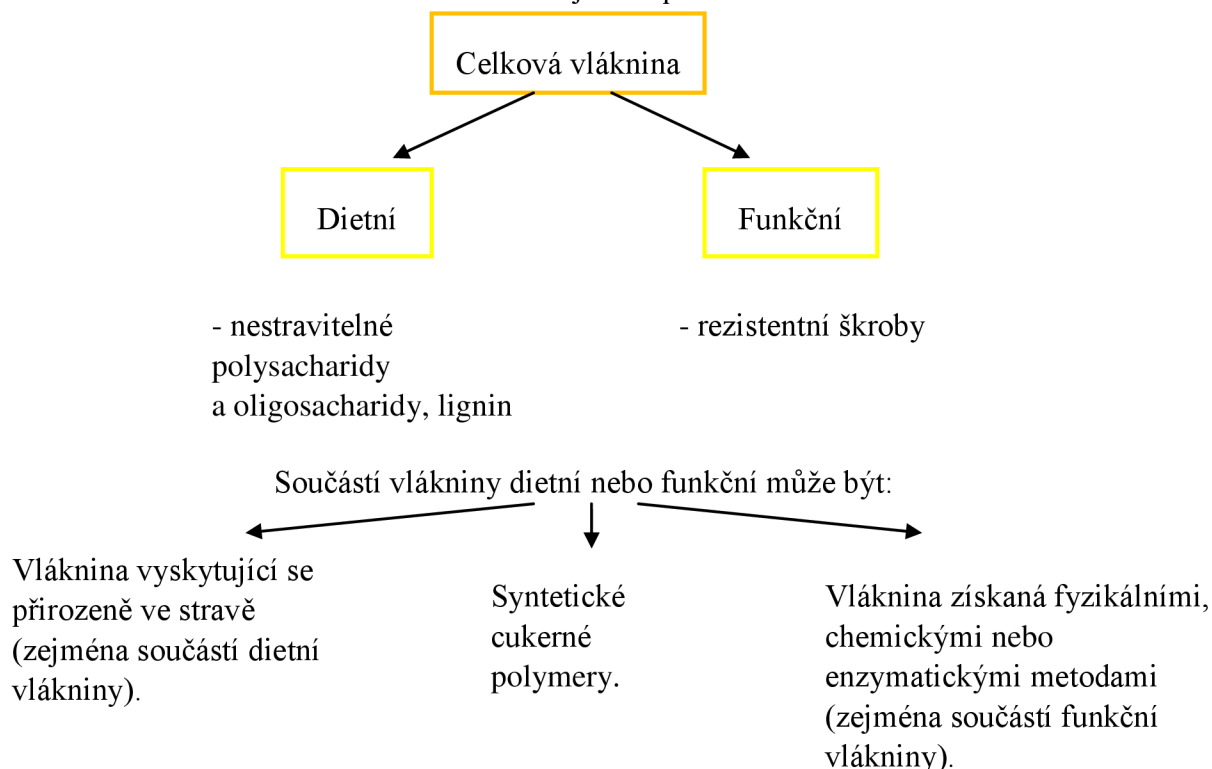 Celková vláknina
Dietní
Funkční
- nestravitelné
polysacharidy
a oligosacharidy, lignin
- rezistentní škroby
Součástí vlákniny dietní nebo funkční může být:
Vláknina vyskytující se
přirozeně ve stravě
(zejména součástí dietní
vlákniny).
Syntetické
cukerné
polymery.
Vláknina získaná fyzikálními,
chemickými nebo
enzymatickými metodami
(zejména součástí funkční
vlákniny).